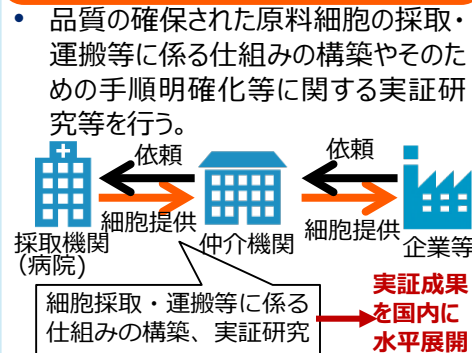 • 品質の確保された原料細胞の採取・
運搬等に係る仕組みの構築やそのた
めの手順明確化等に関する実証研
究等を行う。
依頼
依頼
細胞提供
細胞提供
採取機関
(病院)
仲介機関
企業等
細胞採取・運搬等に係る
仕組みの構築、実証研究
実証成果
を国内に
水平展開